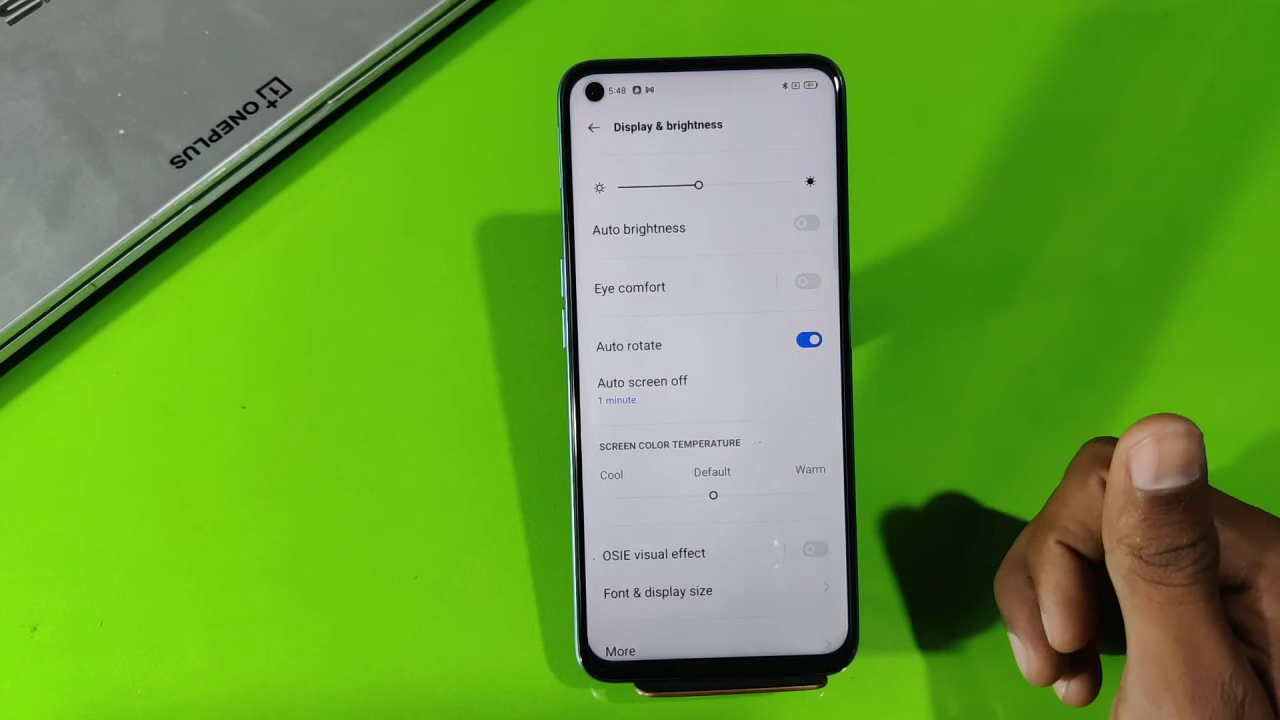 ONEPLUS
5:48
Display & brightness
Auto brightness
Eye comfort
Auto rotate
Auto screen off
1 minute
SCREEN COLOR TEMPERATURE
Cool Default Warm
OSIE visual effect
Font & display size
More